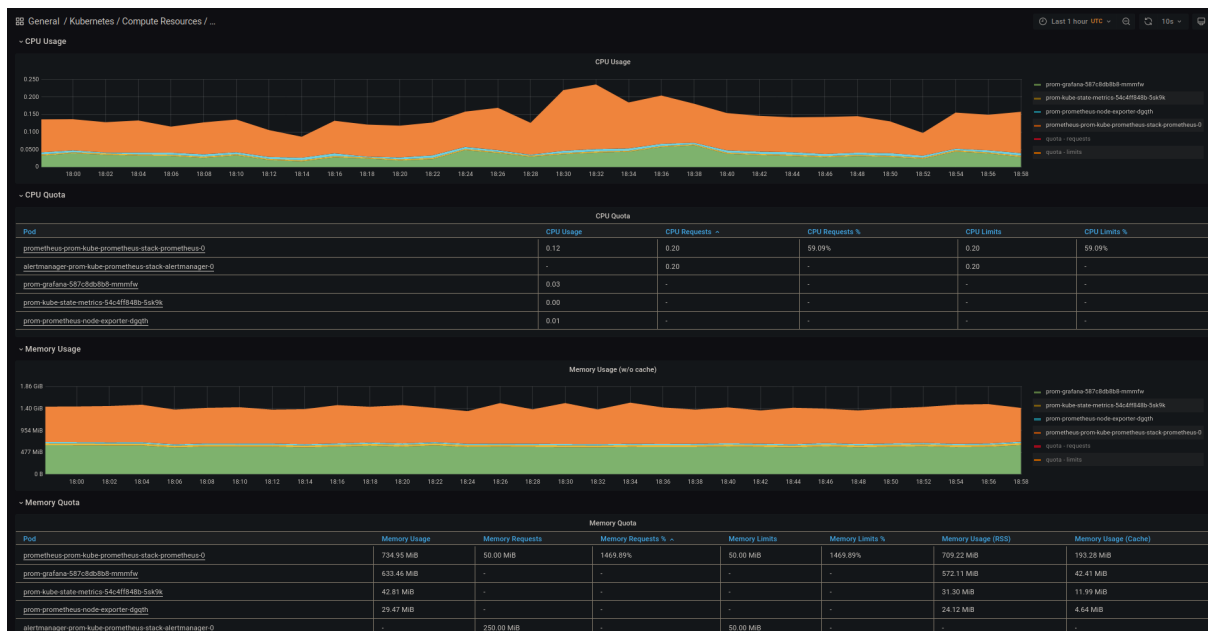 General / Kubernetes / Compute Resources / ...
Last 1 hour UTC
10s
CPU Usage
CPU Usage
0.250
0.200
0.150
0.100
0.0500
0
18:00 18:02 18:04 18:06 18:08 18:10 18:12 18:14 18:16 18:18 18:20 18:22 18:24 18:26 18:28 18:30 18:32 18:34 18:36 18:38 18:40 18:42 18:44 18:46 18:48 18:50 18:52 18:54 18:56 18:58
prom-grafana-587c8db8b8-mmmfw
prom-kube-state-metrics-54c4ff848b-5sk9k
prom-prometheus-node-exporter-dgqth
prometheus-prom-kube-prometheus-stack-prometheus-0
quota - requests
quota - limits
CPU Quota
CPU Quota
Pod CPU Usage CPU Requests CPU Requests % CPU Limits CPU Limits %
prometheus-prom-kube-prometheus-stack-prometheus-0 0.12 0.20 59.09% 0.20 59.09%
alertmanager-prom-kube-prometheus-stack-alertmanager-0 - 0.20 - 0.20 -
prom-grafana-587c8db8b8-mmmfw 0.03 - - - -
prom-kube-state-metrics-54c4ff848b-5sk9k 0.00 - - - -
prom-prometheus-node-exporter-dgqth 0.01 - - - -
Memory Usage
Memory Usage (w/o cache)
1.86 GiB
1.40 GiB
954 MiB
477 MiB
0 B
18:00 18:02 18:04 18:06 18:08 18:10 18:12 18:14 18:16 18:18 18:20 18:22 18:24 18:26 18:28 18:30 18:32 18:34 18:36 18:38 18:40 18:42 18:44 18:46 18:48 18:50 18:52 18:54 18:56 18:58
prom-grafana-587c8db8b8-mmmfw
prom-kube-state-metrics-54c4ff848b-5sk9k
prom-prometheus-node-exporter-dgqth
prometheus-prom-kube-prometheus-stack-prometheus-0
quota - requests
quota - limits
Memory Quota
Memory Quota
Pod Memory Usage Memory Requests Memory Requests % Memory Limits Memory Limits % Memory Usage (RSS) Memory Usage (Cache)
prometheus-prom-kube-prometheus-stack-prometheus-0 734.95 MiB 50.00 MiB 1469.89% 50.00 MiB 1469.89% 709.22 MiB 193.28 MiB
prom-grafana-587c8db8b8-mmmfw 633.46 MiB - - - - 572.11 MiB 42.41 MiB
prom-kube-state-metrics-54c4ff848b-5sk9k 42.81 MiB - - - - 31.30 MiB 11.99 MiB
prom-prometheus-node-exporter-dgqth 29.47 MiB - - - - 24.12 MiB 4.64 MiB
alertmanager-prom-kube-prometheus-stack-alertmanager-0 - 250.00 MiB - 50.00 MiB - - -